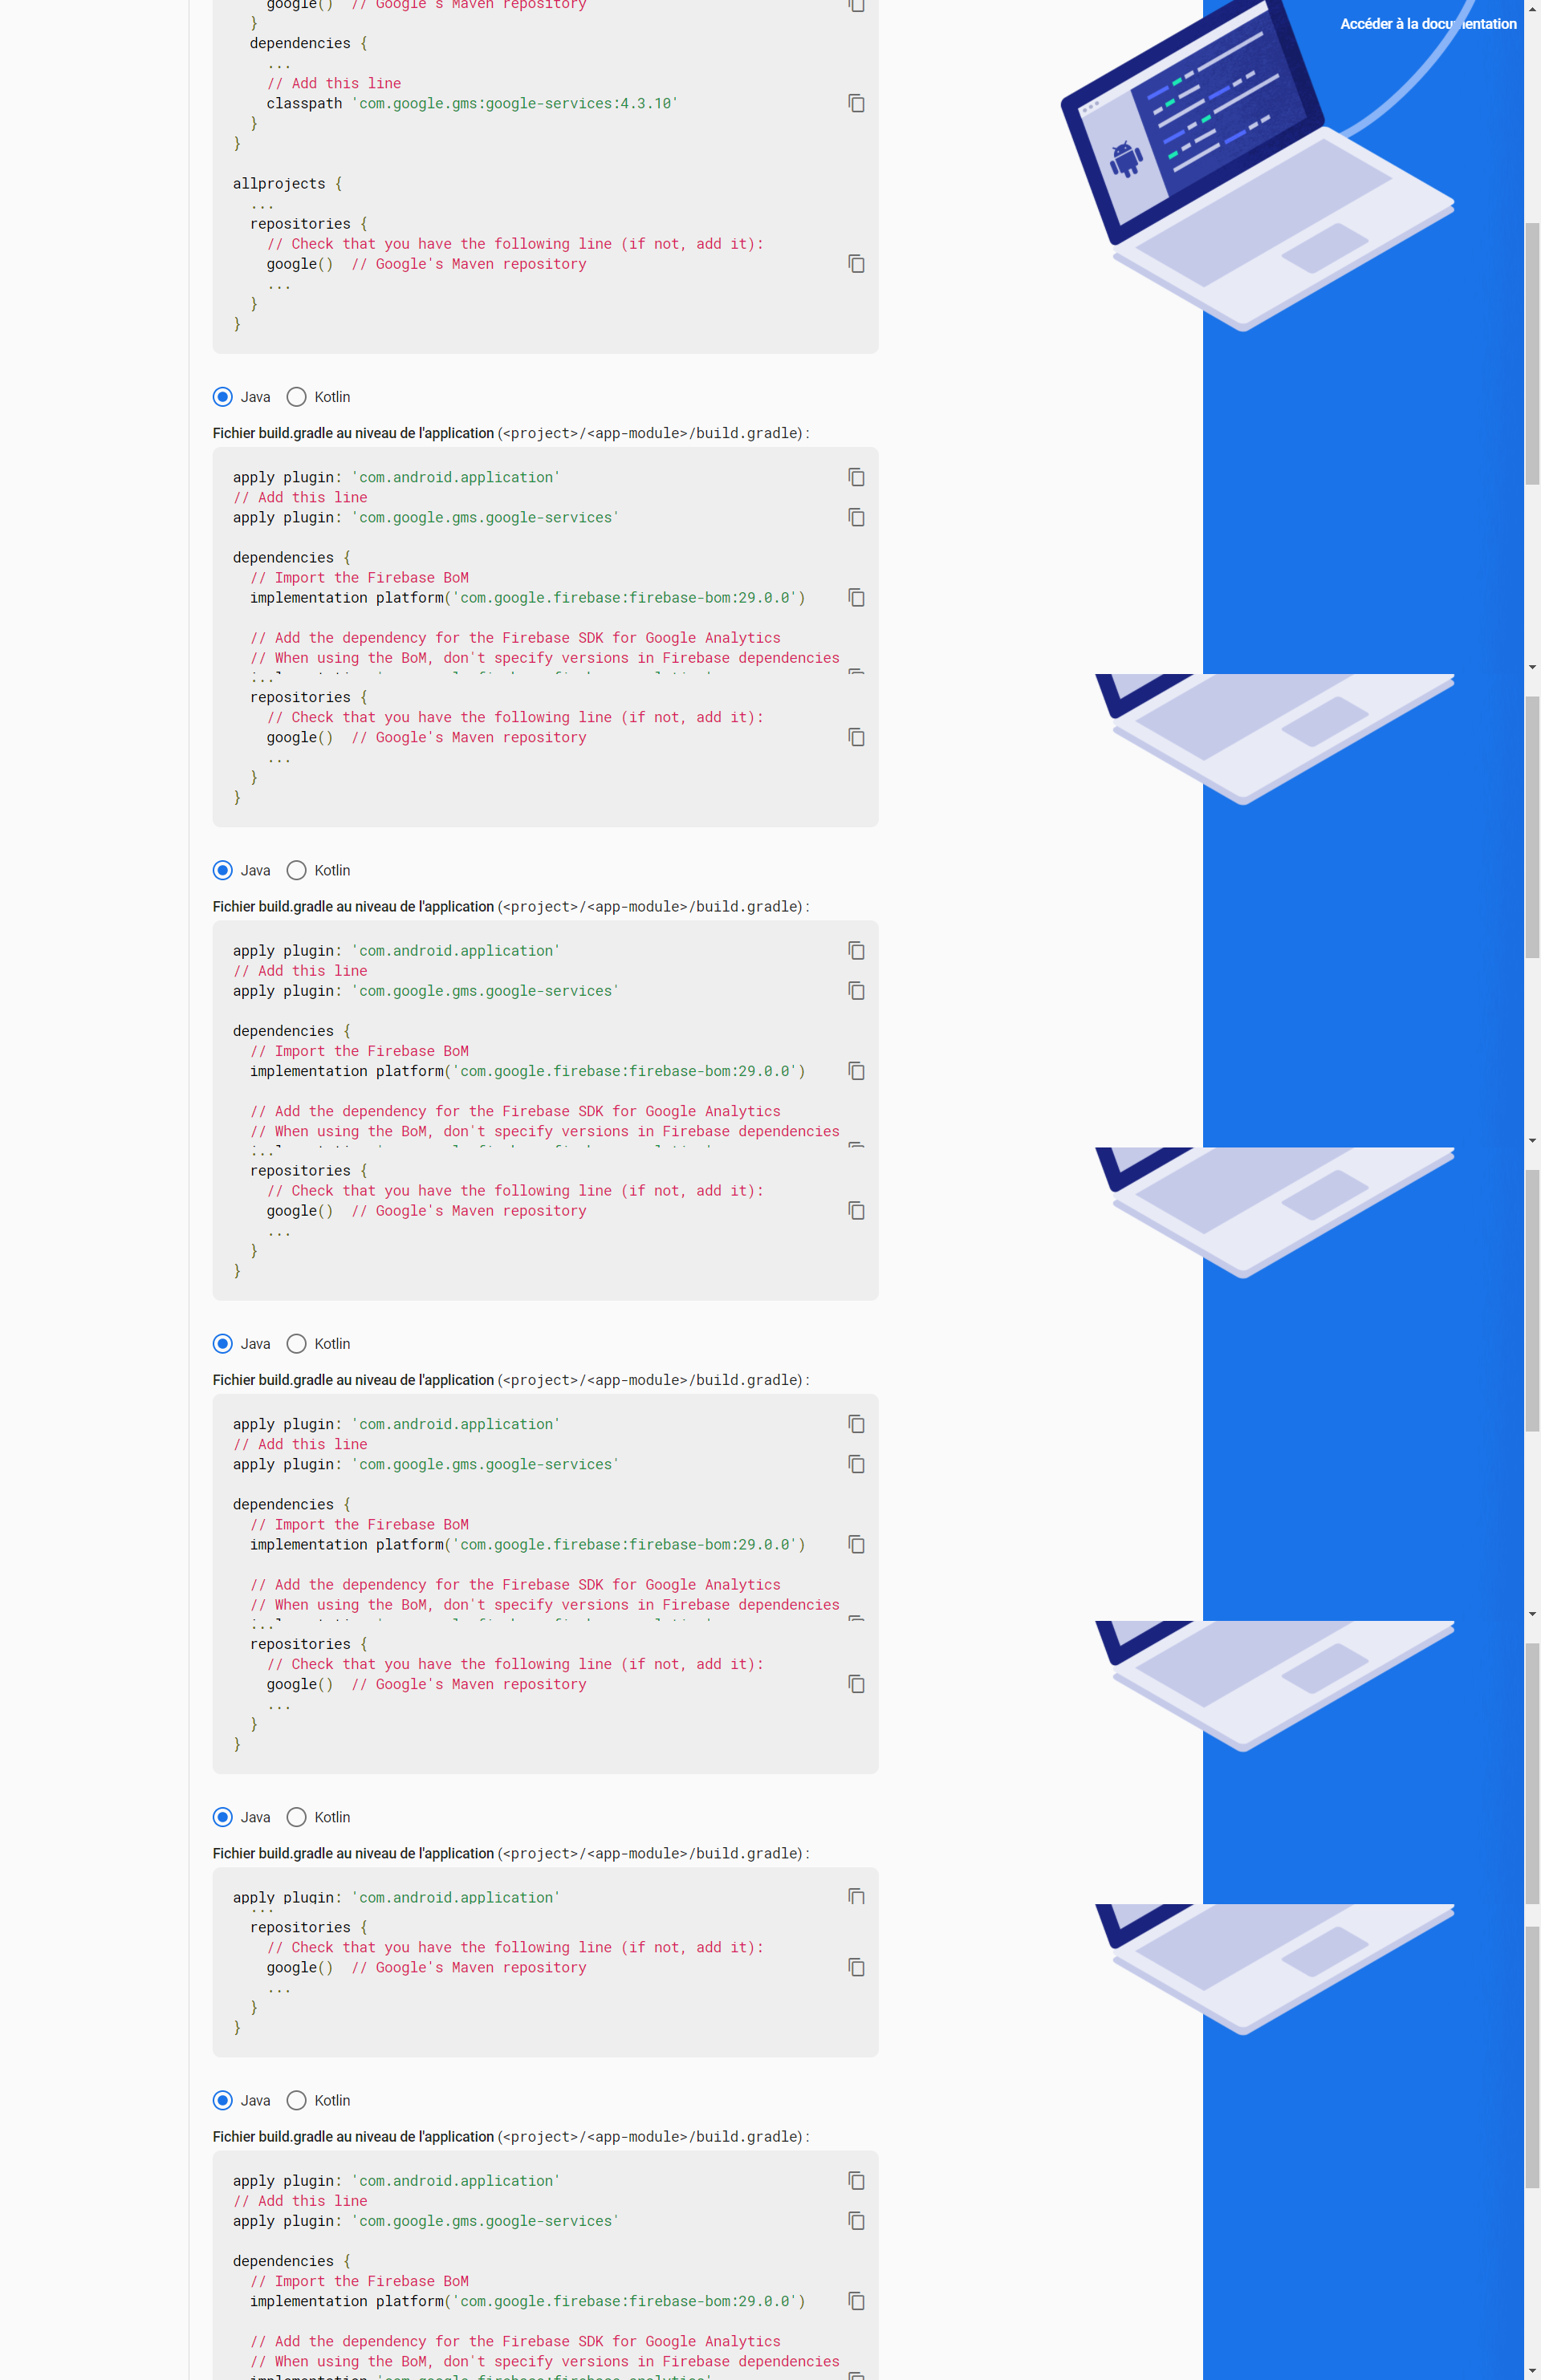 google()  // Google's Maven repository
Accéder à la documentation
  }
  dependencies {
    ...
    // Add this line
    classpath 'com.google.gms:google-services:4.3.10'
  }
}
allprojects {
  ...
  repositories {
    // Check that you have the following line (if not, add it):
    google()  // Google's Maven repository
    ...
  }
}
Java Kotlin
Fichier build.gradle au niveau de l'application (<project>/<app-module>/build.gradle) :
apply plugin: 'com.android.application'
// Add this line
apply plugin: 'com.google.gms.google-services'
dependencies {
  // Import the Firebase BoM
  implementation platform('com.google.firebase:firebase-bom:29.0.0')
  // Add the dependency for the Firebase SDK for Google Analytics
  // When using the BoM, don't specify versions in Firebase dependencies
  ...
  repositories {
    // Check that you have the following line (if not, add it):
    google()  // Google's Maven repository
    ...
  }
}
Java Kotlin
Fichier build.gradle au niveau de l'application (<project>/<app-module>/build.gradle) :
apply plugin: 'com.android.application'
// Add this line
apply plugin: 'com.google.gms.google-services'
dependencies {
  // Import the Firebase BoM
  implementation platform('com.google.firebase:firebase-bom:29.0.0')
  // Add the dependency for the Firebase SDK for Google Analytics
  // When using the BoM, don't specify versions in Firebase dependencies
  ...
  repositories {
    // Check that you have the following line (if not, add it):
    google()  // Google's Maven repository
    ...
  }
}
Java Kotlin
Fichier build.gradle au niveau de l'application (<project>/<app-module>/build.gradle) :
apply plugin: 'com.android.application'
// Add this line
apply plugin: 'com.google.gms.google-services'
dependencies {
  // Import the Firebase BoM
  implementation platform('com.google.firebase:firebase-bom:29.0.0')
  // Add the dependency for the Firebase SDK for Google Analytics
  // When using the BoM, don't specify versions in Firebase dependencies
  ...
  repositories {
    // Check that you have the following line (if not, add it):
    google()  // Google's Maven repository
    ...
  }
}
Java Kotlin
Fichier build.gradle au niveau de l'application (<project>/<app-module>/build.gradle) :
apply plugin: 'com.android.application'
  ...
  repositories {
    // Check that you have the following line (if not, add it):
    google()  // Google's Maven repository
    ...
  }
}
Java Kotlin
Fichier build.gradle au niveau de l'application (<project>/<app-module>/build.gradle) :
apply plugin: 'com.android.application'
// Add this line
apply plugin: 'com.google.gms.google-services'
dependencies {
  // Import the Firebase BoM
  implementation platform('com.google.firebase:firebase-bom:29.0.0')
  // Add the dependency for the Firebase SDK for Google Analytics
  // When using the BoM, don't specify versions in Firebase dependencies
  implementation 'com.google.firebase:firebase-analytics'